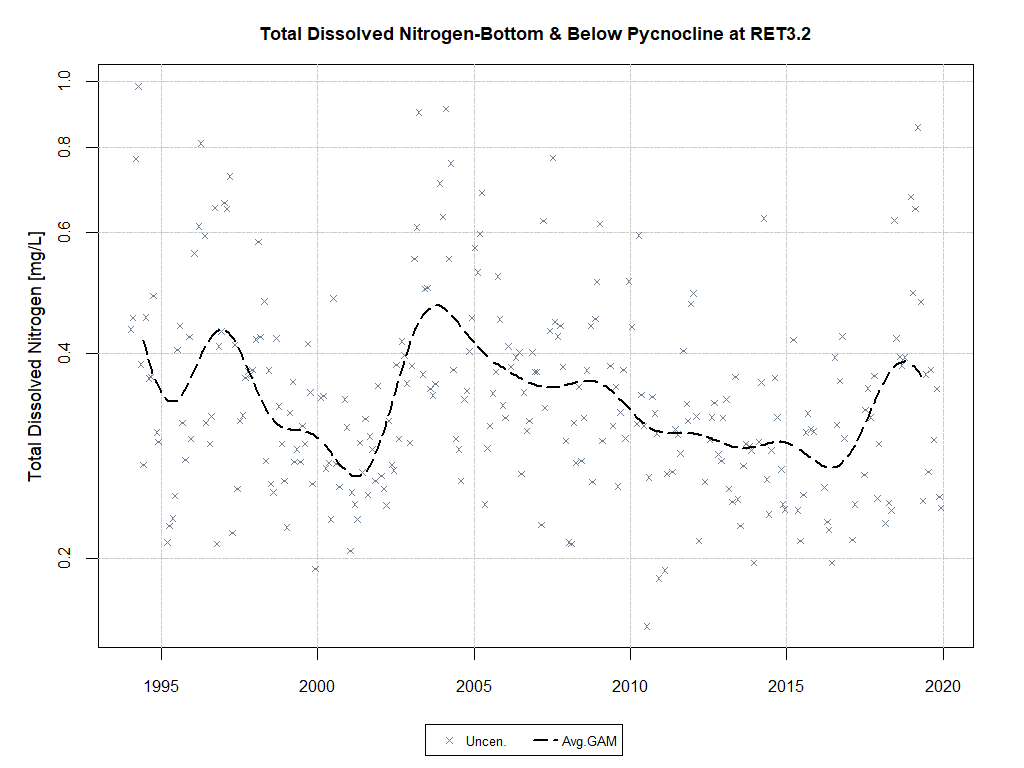 Total Dissolved Nitrogen-Bottom & Below Pycnocline at RET3.2
Total Dissolved Nitrogen [mg/L]
1.0
0.8
0.6
0.4
0.2
1995 2000 2005 2010 2015 2020
Uncen. Avg.GAM